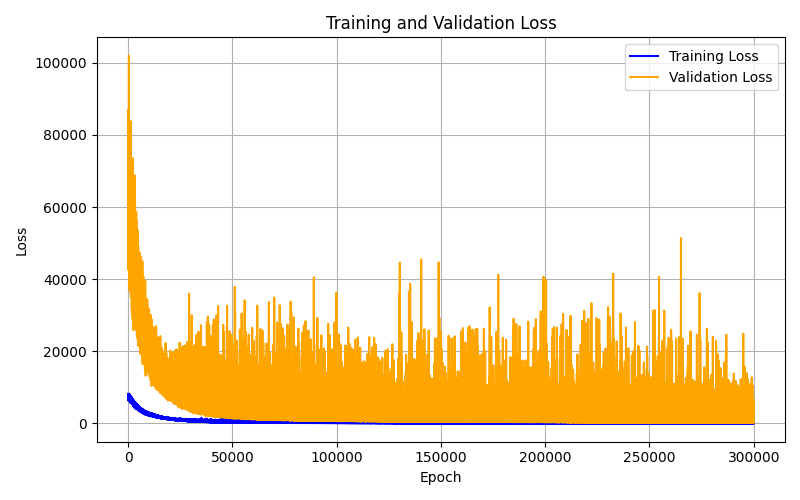 Training and Validation Loss
Training Loss
Validation Loss
100000
80000
60000
40000
20000
0
Loss
0
50000
100000
150000
200000
250000
300000
Epoch